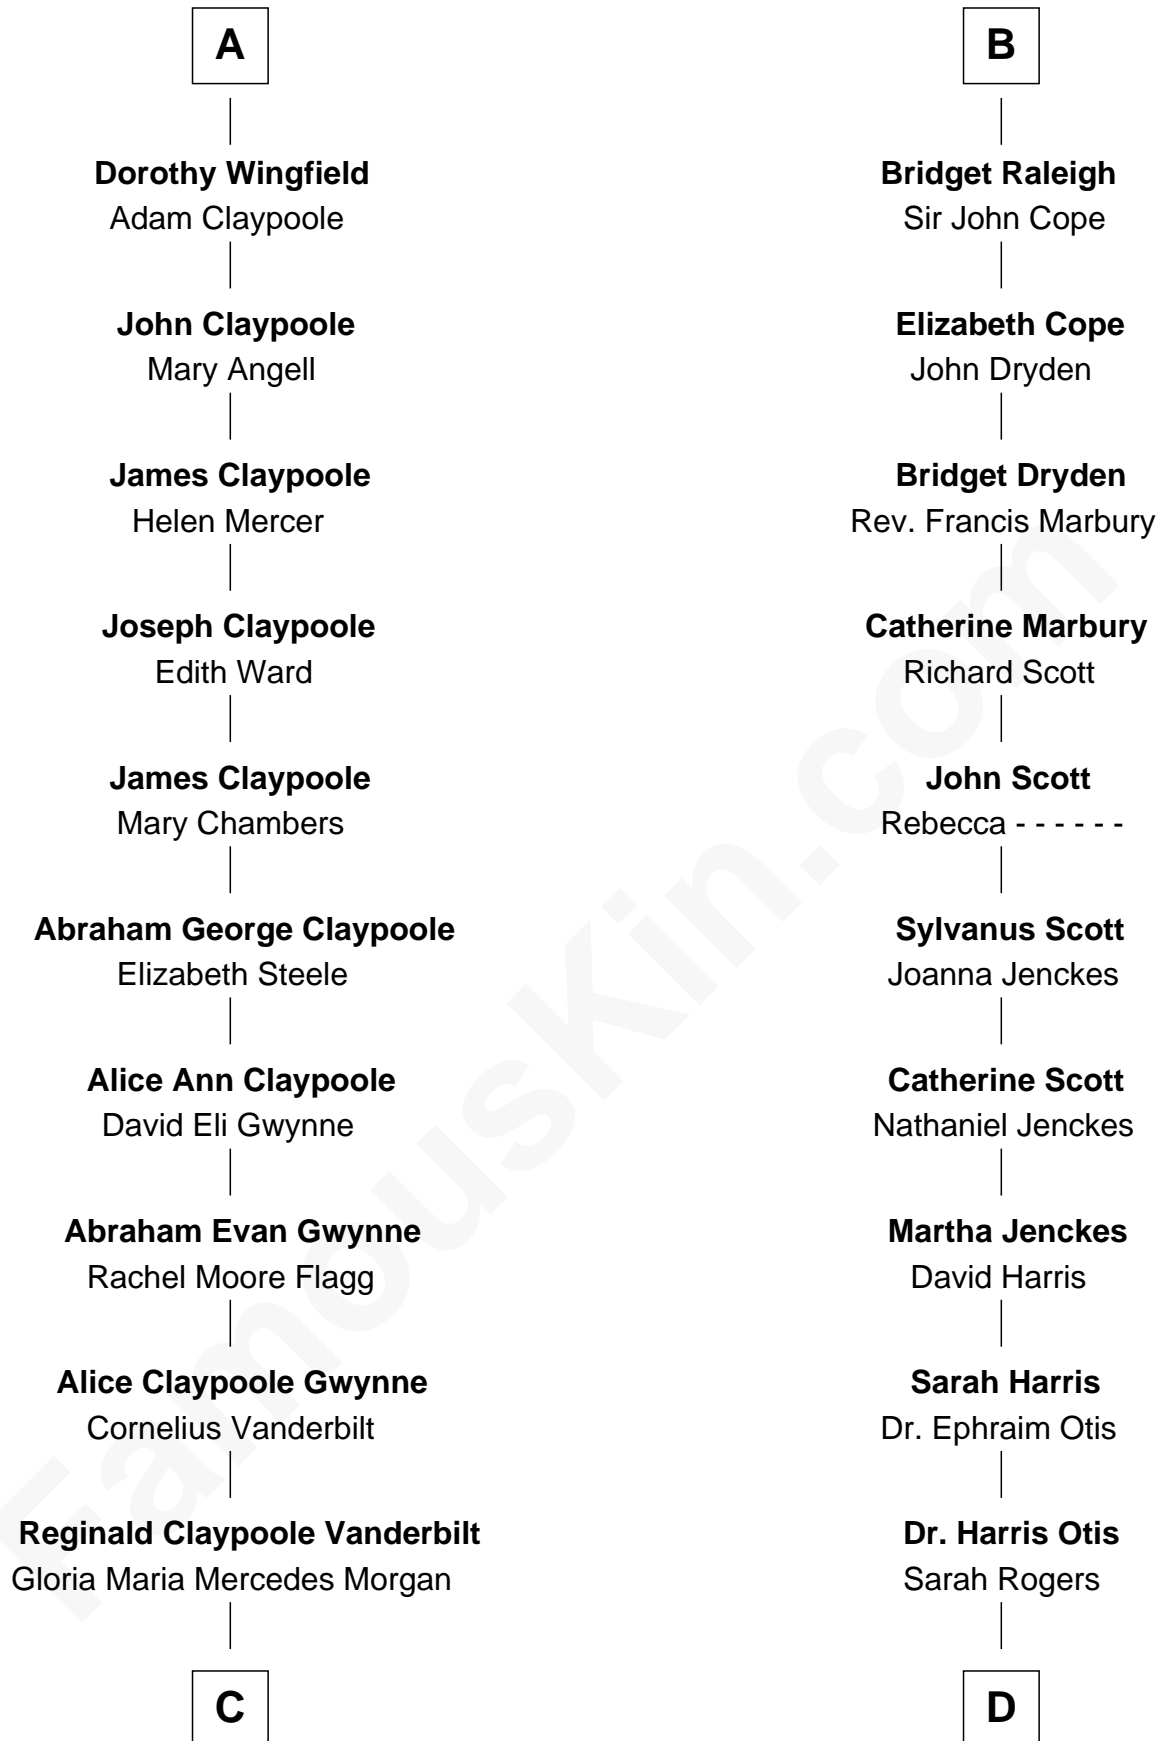 A
Dorothy Wingfield
Adam Claypoole
John Claypoole
Mary Angell
James Claypoole
Helen Mercer
Joseph Claypoole
Edith Ward
James Claypoole
Mary Chambers
Abraham George Claypoole
Elizabeth Steele
Alice Ann Claypoole
David Eli Gwynne
Abraham Evan Gwynne
Rachel Moore Flagg
Alice Claypoole Gwynne
Cornelius Vanderbilt
Reginald Claypoole Vanderbilt
Gloria Maria Mercedes Morgan
C
B
Bridget Raleigh
Sir John Cope
Elizabeth Cope
John Dryden
Bridget Dryden
Rev. Francis Marbury
Catherine Marbury
Richard Scott
John Scott
Rebecca - - - - - -
Sylvanus Scott
Joanna Jenckes
Catherine Scott
Nathaniel Jenckes
Martha Jenckes
David Harris
Sarah Harris
Dr. Ephraim Otis
Dr. Harris Otis
Sarah Rogers
D
FamousKin.com